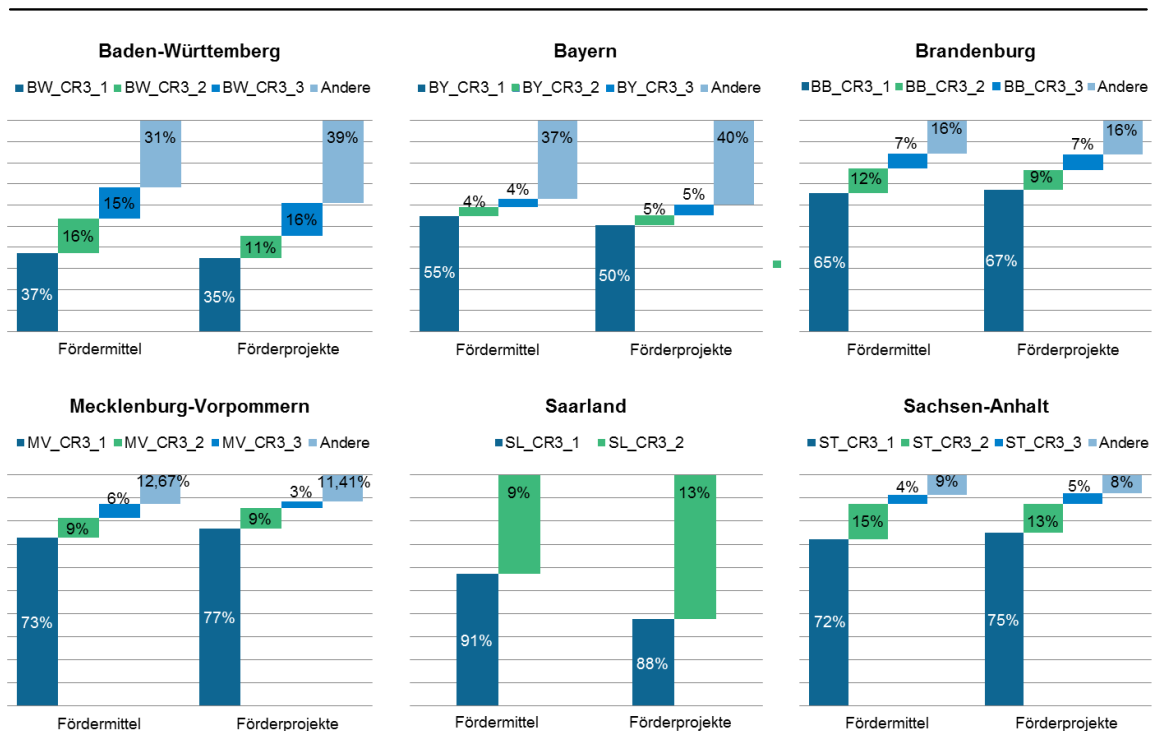 Baden-Württemberg
BW_CR3_1 BW_CR3_2 BW_CR3_3 Andere
31%
39%
15%
16%
16%
11%
37%
35%
Fördermittel Förderprojekte
Bayern
BY_CR3_1 BY_CR3_2 BY_CR3_3 Andere
37%
40%
4%
4%
5%
5%
55%
50%
Fördermittel Förderprojekte
Brandenburg
BB_CR3_1 BB_CR3_2 BB_CR3_3 Andere
16%
16%
7%
7%
12%
9%
65%
67%
Fördermittel Förderprojekte
Mecklenburg-Vorpommern
MV_CR3_1 MV_CR3_2 MV_CR3_3 Andere
12,67%
11,41%
6%
3%
9%
9%
73%
77%
Fördermittel Förderprojekte
Saarland
SL_CR3_1 SL_CR3_2
9%
13%
91%
88%
Fördermittel Förderprojekte
Sachsen-Anhalt
ST_CR3_1 ST_CR3_2 ST_CR3_3 Andere
9%
8%
4%
5%
15%
13%
72%
75%
Fördermittel Förderprojekte